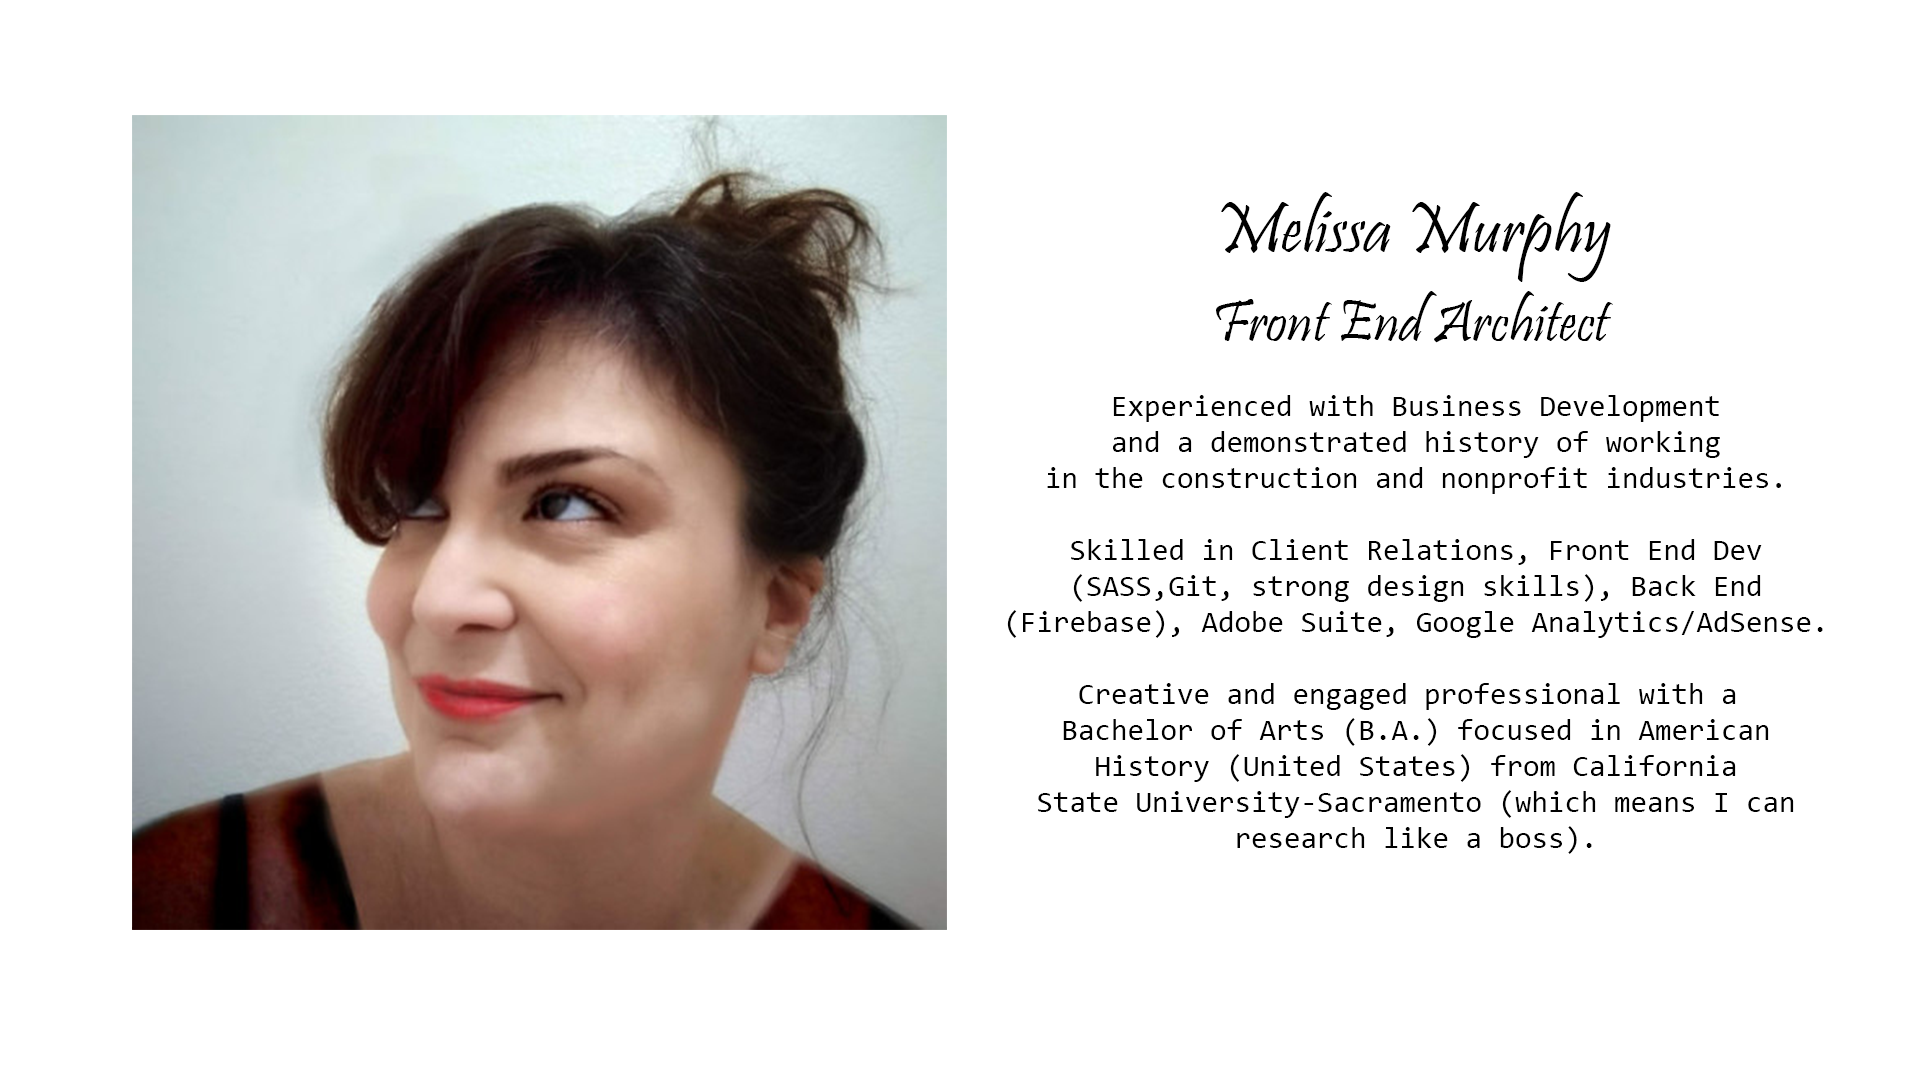 Melissa Murphy
Front End Architect
Experienced with Business Development
and a demonstrated history of working
in the construction and nonprofit industries.
Skilled in Client Relations, Front End Dev
(SASS,Git, strong design skills), Back End
(Firebase), Adobe Suite, Google Analytics/AdSense.
Creative and engaged professional with a
Bachelor of Arts (B.A.) focused in American
History (United States) from California
State University-Sacramento (which means I can
research like a boss).